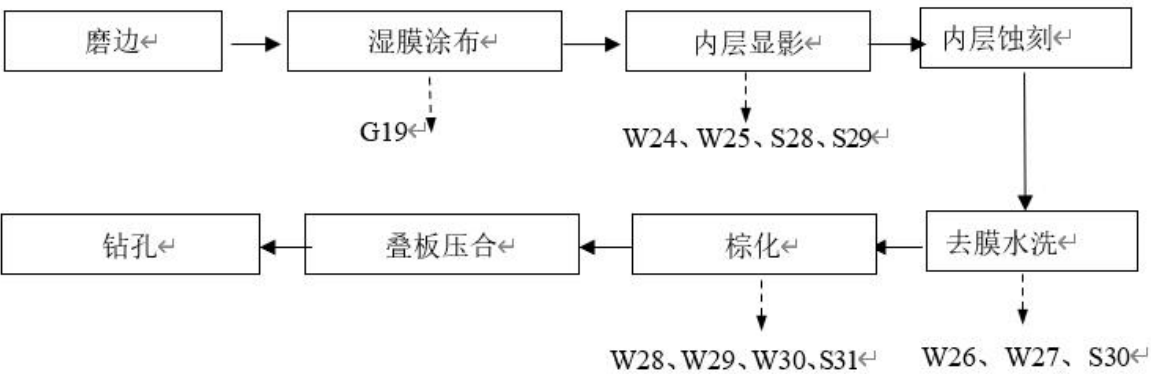 磨边↵
湿膜涂布↵
内层显影↵
内层蚀刻↵
G19↵
W24、W25、S28、S29↵
钻孔↵
叠板压合↵
棕化↵
去膜水洗↵
W28、W29、W30、S31↵
W26、 W27、 S30↵